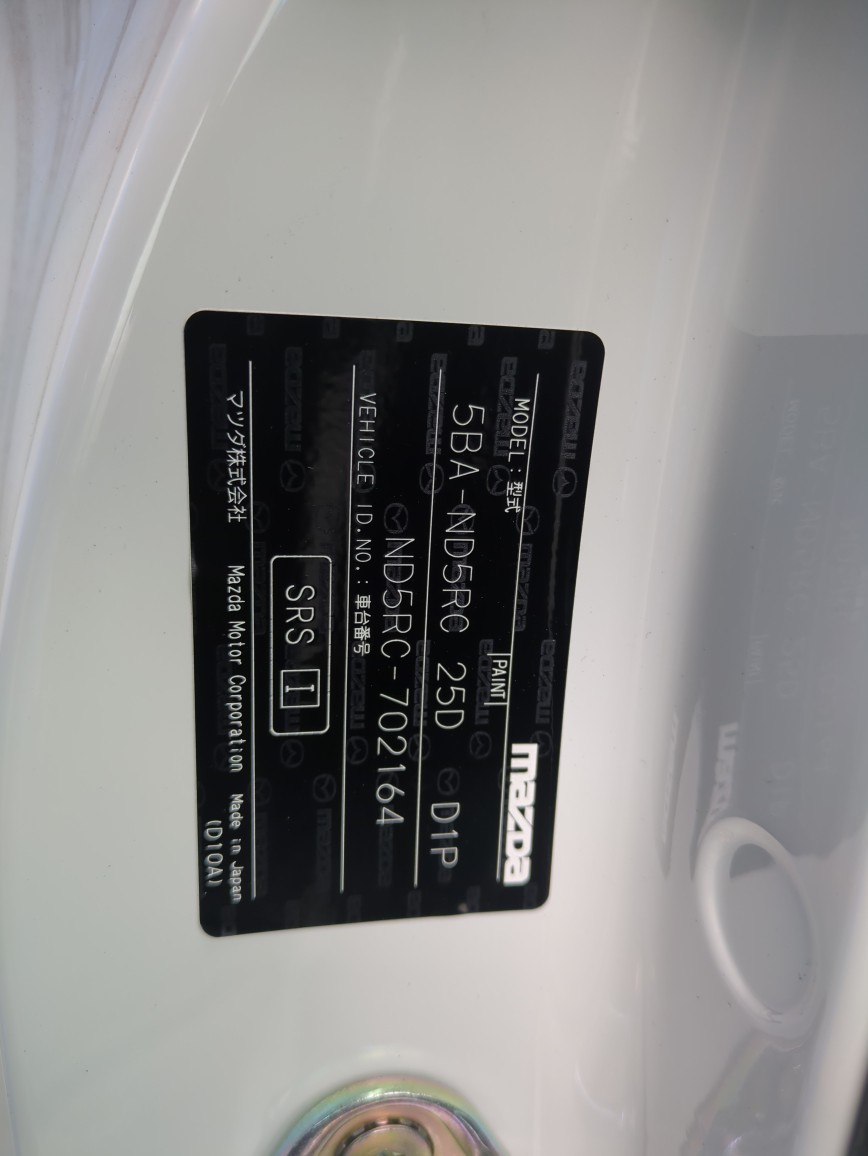 mazda
MODEL:型式 PAINT
5BA-ND5RC 25D D1P
ND5RC-702164
VEHICLE ID.NO.:車台番号
SRS I
マツダ株式会社 Mazda Motor Corporation Made in Japan
(D10A)